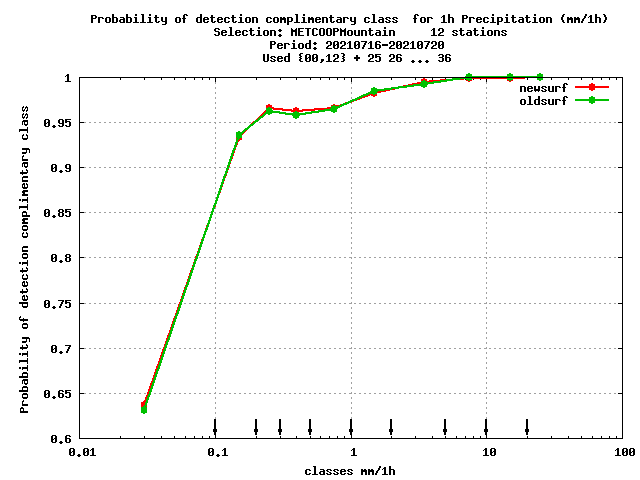 Probability of detection complimentary class  for 1h Precipitation (mm/1h)
Selection: METCOOPMountain     12 stations
Period: 20210716-20210720
Used {00,12} + 25 26 ... 36
newsurf
oldsurf
Probability of detection complimentary class
1
0.95
0.9
0.85
0.8
0.75
0.7
0.65
0.6
0.01
0.1
1
10
100
classes mm/1h